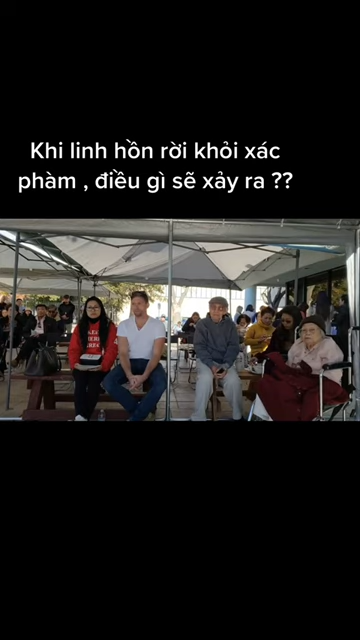 Khi linh hồn rời khỏi xác
phàm , điều gì sẽ xảy ra ??